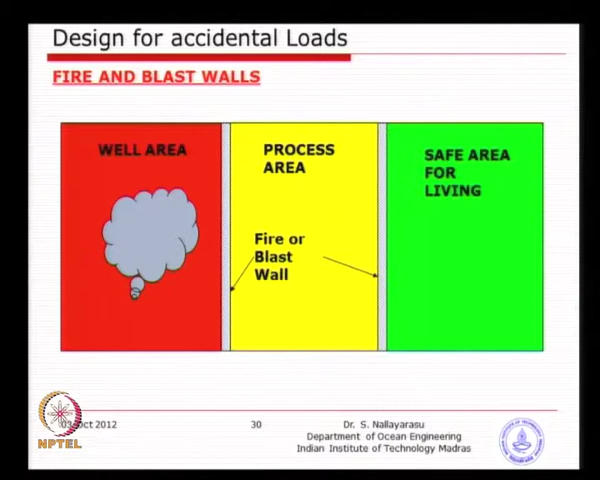 Design for accidental Loads
FIRE AND BLAST WALLS
WELL AREA
PROCESS
AREA
SAFE AREA
FOR
LIVING
Fire or
Blast
Wall
03 Oct 2012
30
Dr. S. Nallayarasu
Department of Ocean Engineering
Indian Institute of Technology Madras
NPTEL